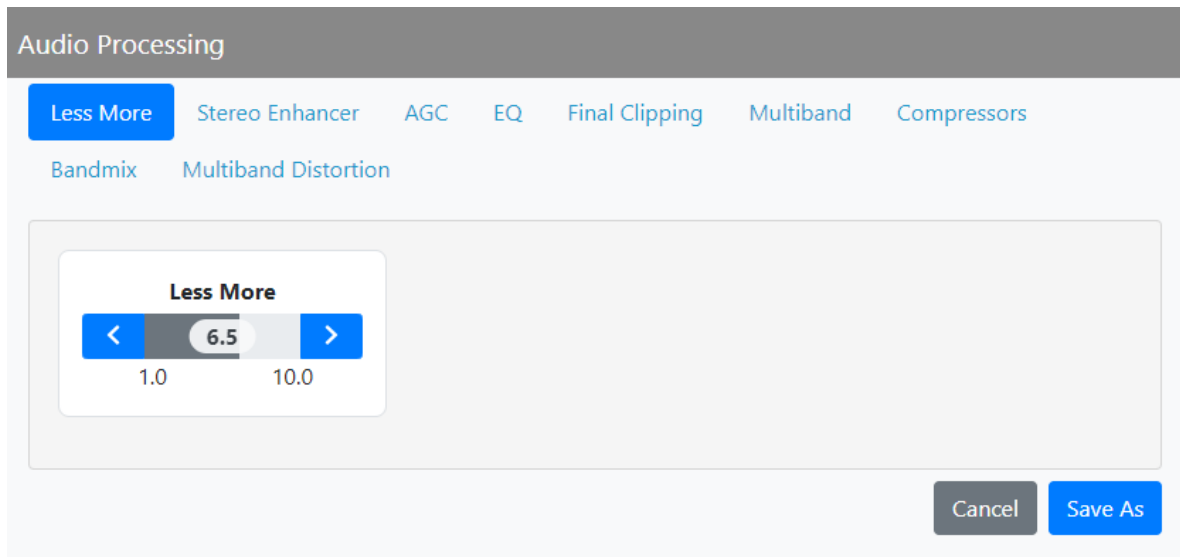 Audio Processing
Less More Stereo Enhancer AGC EQ Final Clipping Multiband Compressors
Bandmix Multiband Distortion
Less More
6.5
1.0 10.0
Cancel Save As